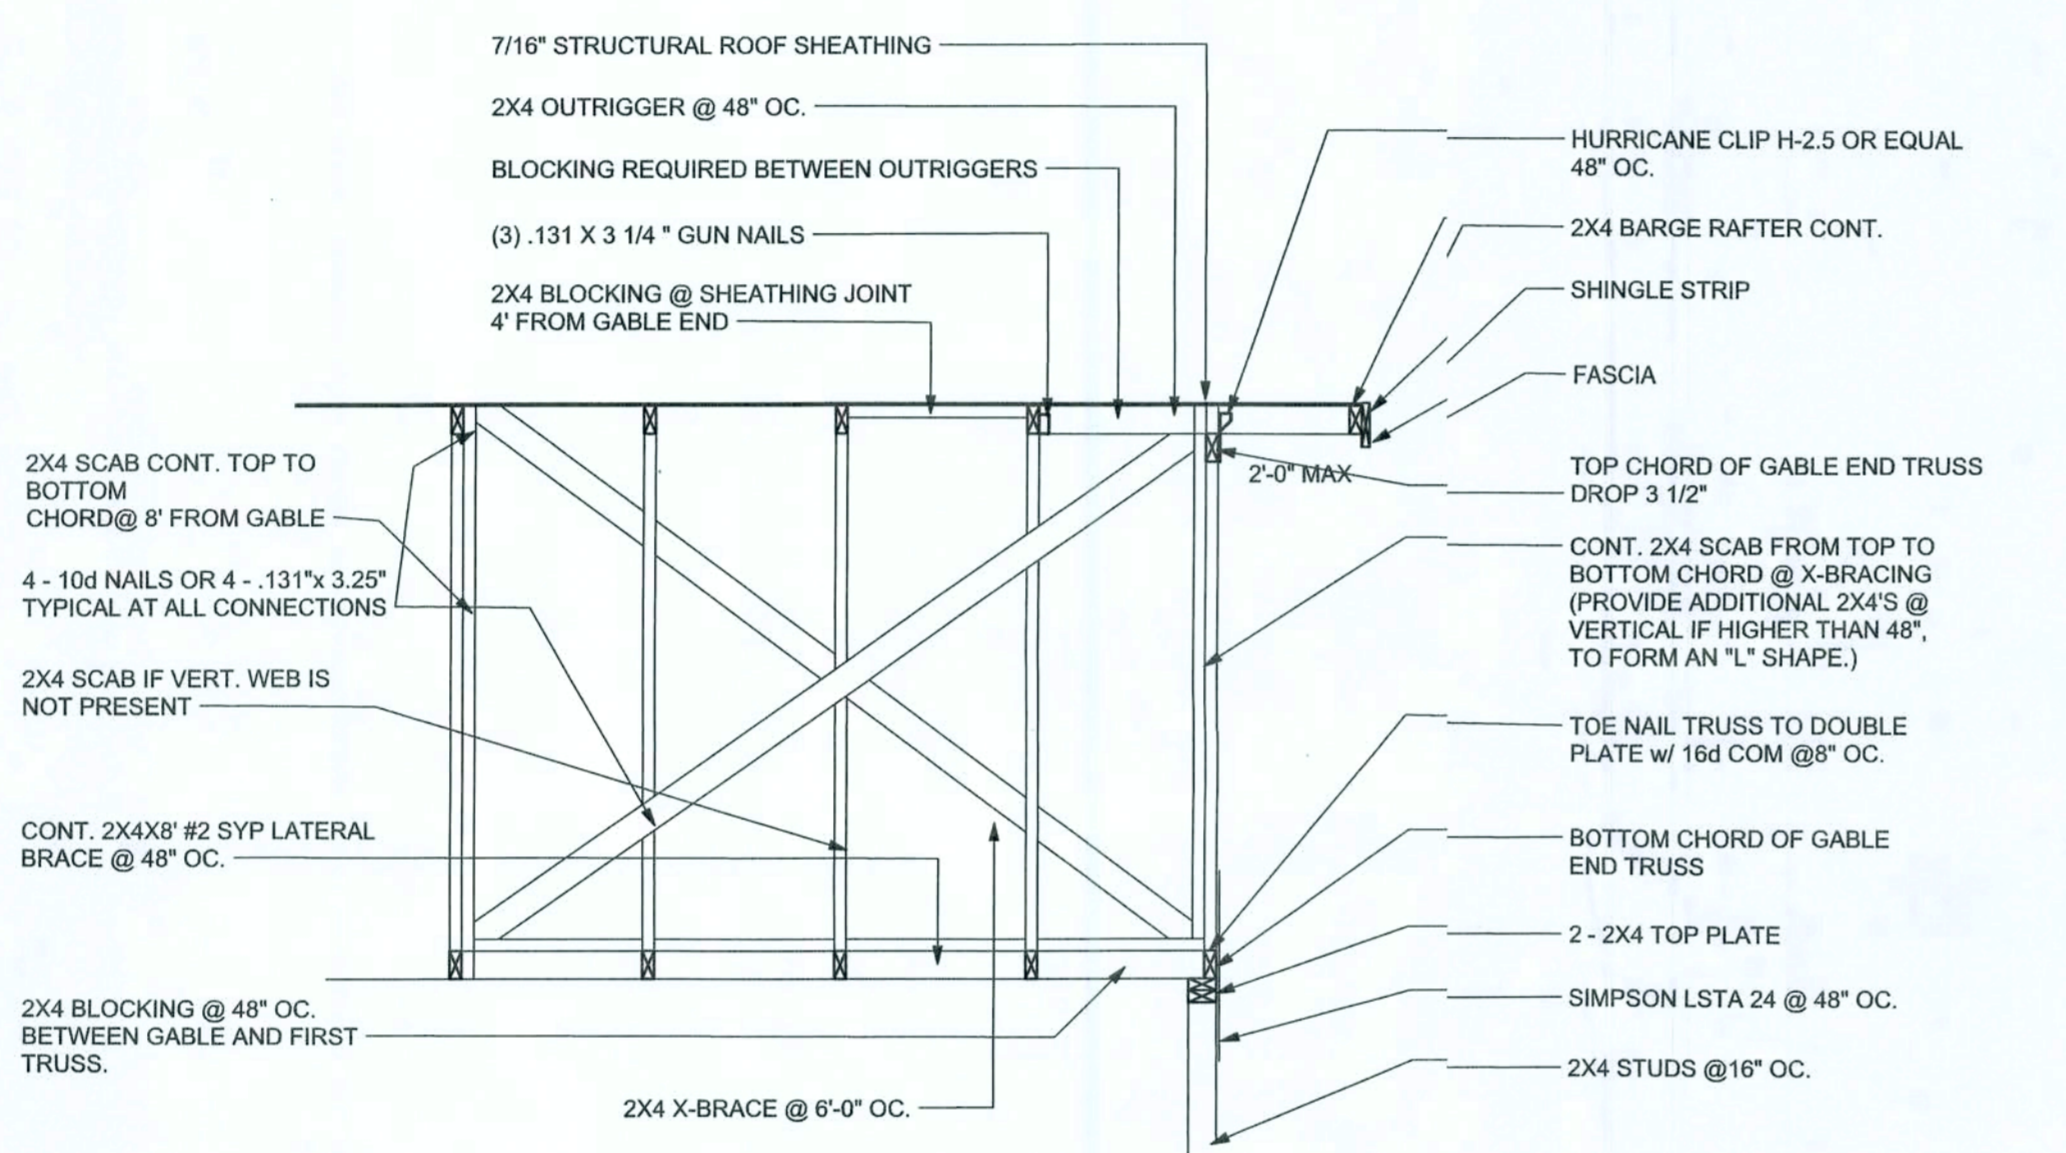 7/16" STRUCTURAL ROOF SHEATHING
2X4 OUTRIGGER @ 48" OC.
BLOCKING REQUIRED BETWEEN OUTRIGGERS
(3) .131 X 3 1/4 " GUN NAILS
2X4 BLOCKING @ SHEATHING JOINT
4' FROM GABLE END
HURRICANE CLIP H-2.5 OR EQUAL
48" OC.
2X4 BARGE RAFTER CONT.
SHINGLE STRIP
FASCIA
2'-0" MAX
TOP CHORD OF GABLE END TRUSS
DROP 3 1/2"
CONT. 2X4 SCAB FROM TOP TO
BOTTOM CHORD @ X-BRACING
(PROVIDE ADDITIONAL 2X4'S @
VERTICAL IF HIGHER THAN 48",
TO FORM AN "L" SHAPE.)
TOE NAIL TRUSS TO DOUBLE
PLATE w/ 16d COM @8" OC.
BOTTOM CHORD OF GABLE
END TRUSS
2 - 2X4 TOP PLATE
SIMPSON LSTA 24 @ 48" OC.
2X4 STUDS @16" OC.
2X4 SCAB CONT. TOP TO
BOTTOM
CHORD@ 8' FROM GABLE
4 - 10d NAILS OR 4 - .131"x 3.25"
TYPICAL AT ALL CONNECTIONS
2X4 SCAB IF VERT. WEB IS
NOT PRESENT
CONT. 2X4X8' #2 SYP LATERAL
BRACE @ 48" OC.
2X4 BLOCKING @ 48" OC.
BETWEEN GABLE AND FIRST
TRUSS.
2X4 X-BRACE @ 6'-0" OC.